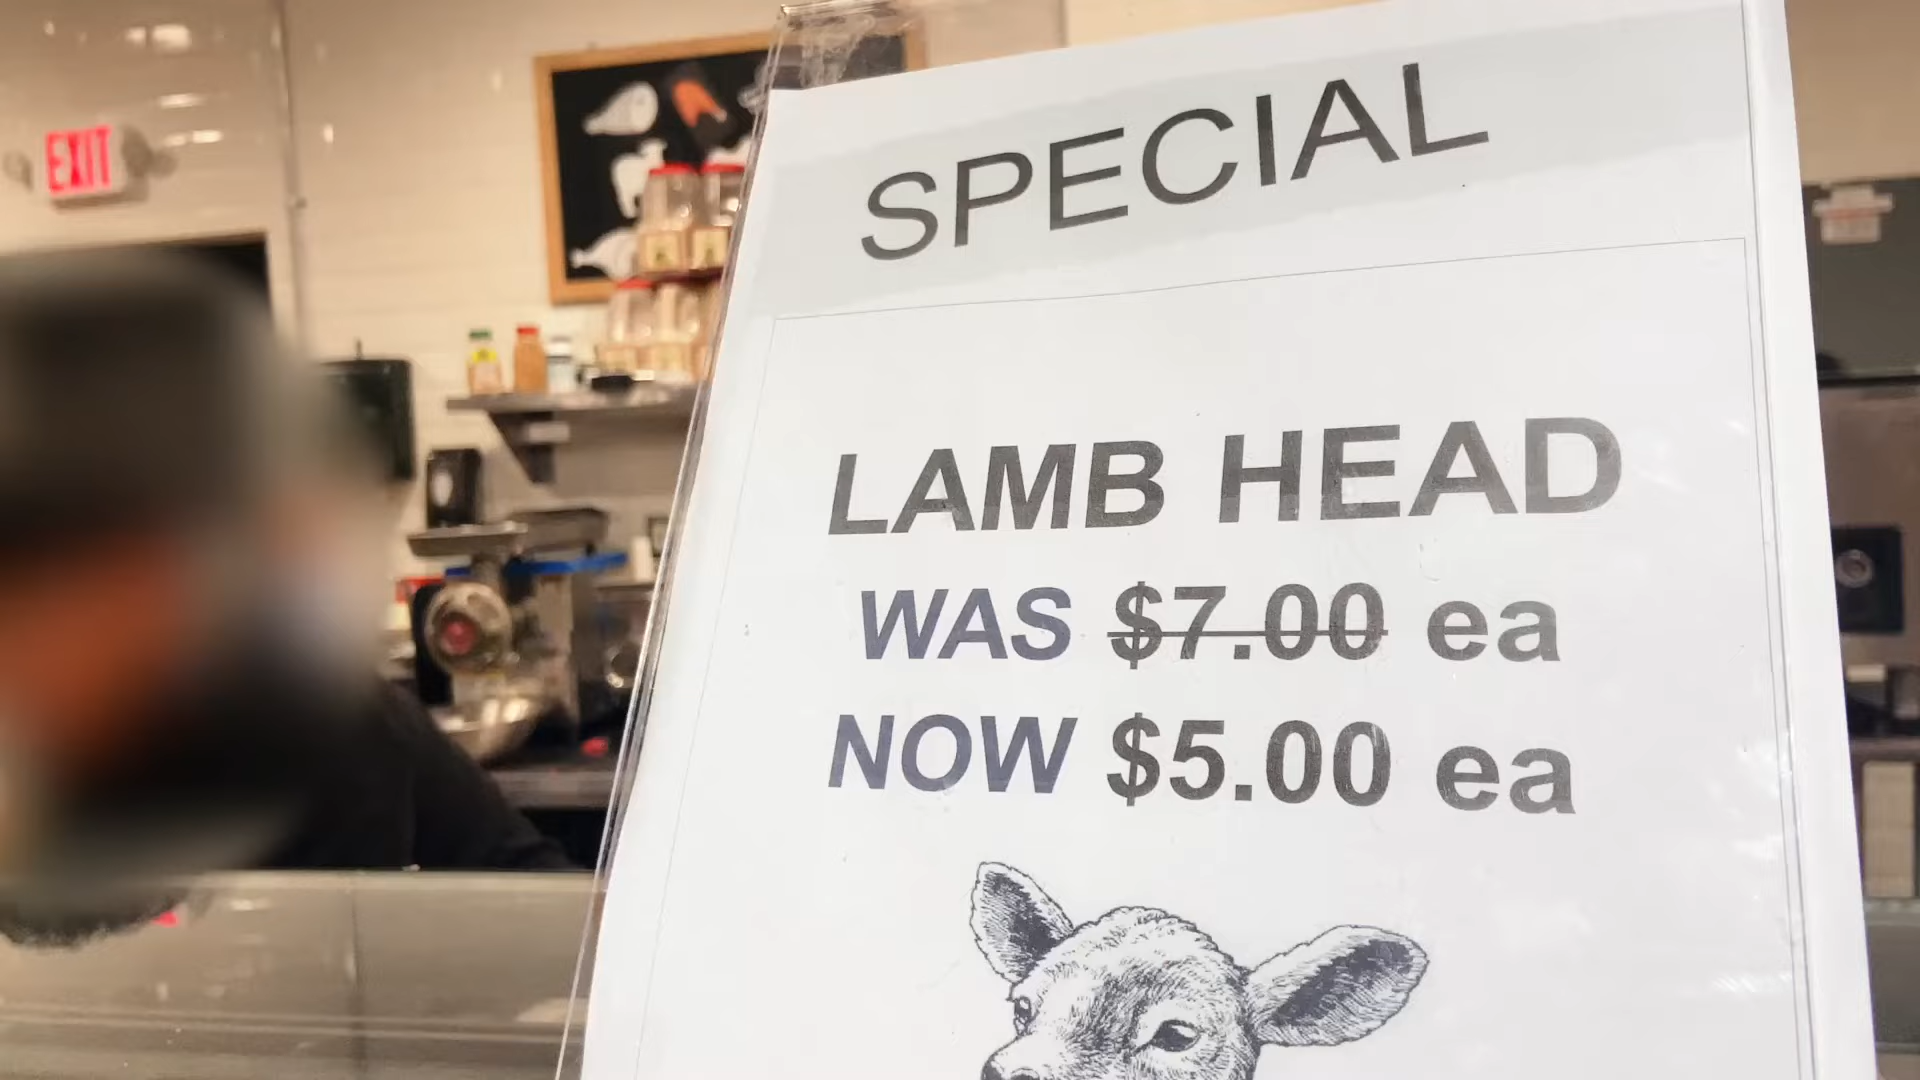 EXIT
SPECIAL
LAMB HEAD
WAS $7.00 ea
NOW $5.00 ea